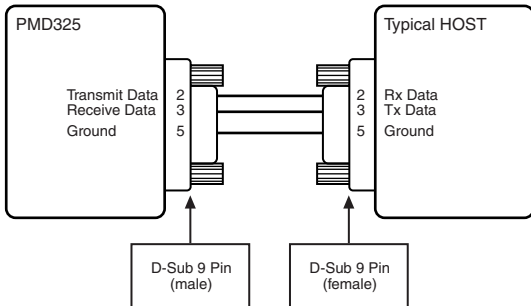 PMD325
Typical HOST
Transmit Data 2
Receive Data 3
Ground 5
2 Rx Data
3 Tx Data
5 Ground
D-Sub 9 Pin
(male)
D-Sub 9 Pin
(female)